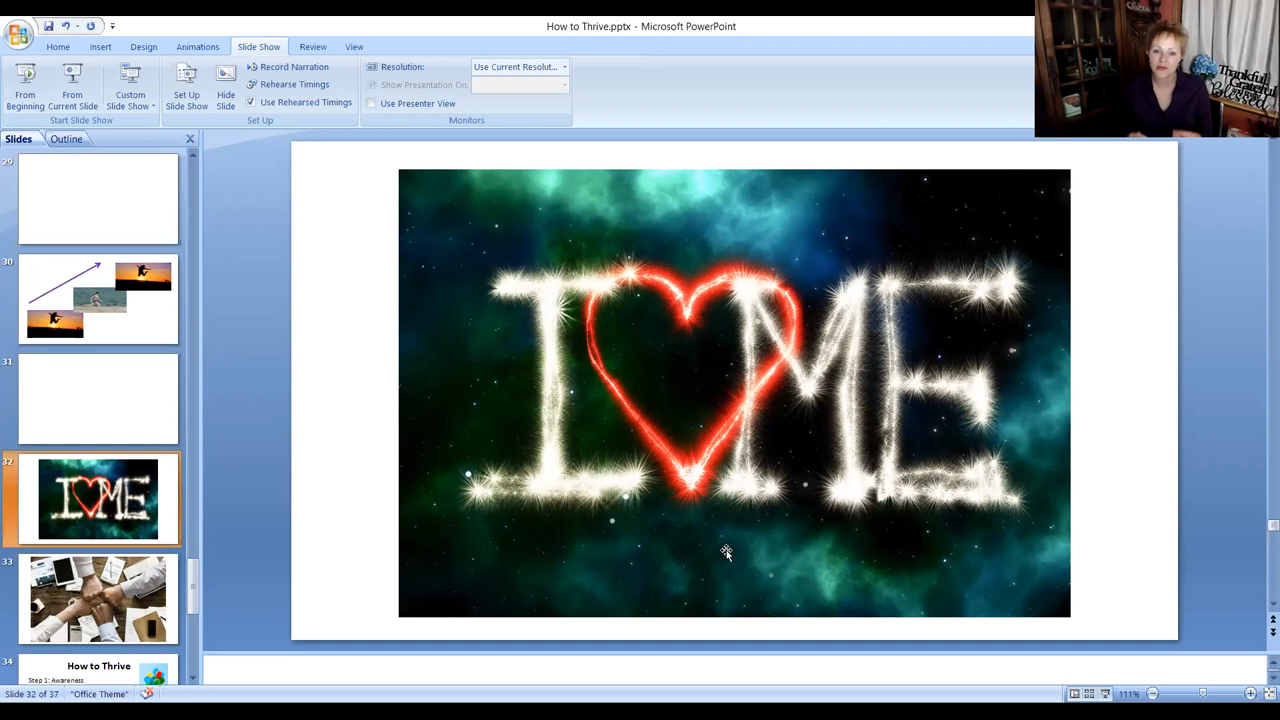 How to Thrive.pptx - Microsoft PowerPoint
Home Insert Design Animations Slide Show Review View
From Beginning
From Current Slide
Custom Slide Show
Start Slide Show
Set Up Slide Show
Hide Slide
Record Narration
Rehearse Timings
Use Rehearsed Timings
Set Up
Resolution: Use Current Resolut...
Show Presentation On:
Use Presenter View
Monitors
Thankful
Grateful
Blessed
Slides Outline
29
30
31
32
I ME
33
34
How to Thrive
Step 1: Awareness
I ME
Slide 32 of 37 "Office Theme" 111%